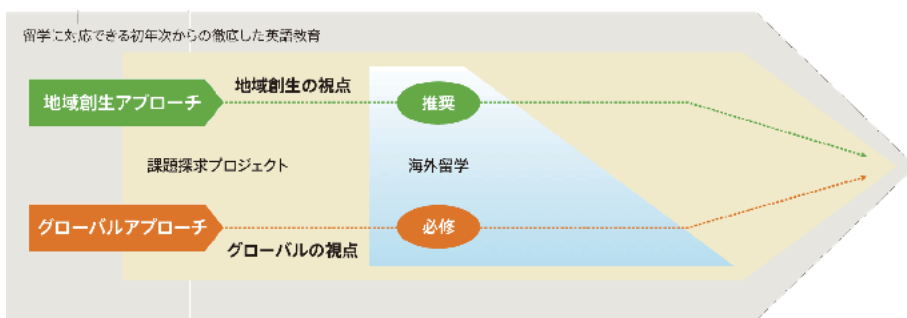 留学に対応できる初年次からの徹底した英語教育
地域創生アプローチ
地域創生の視点
推奨
課題探求プロジェクト
海外留学
グローバルアプローチ
必修
グローバルの視点